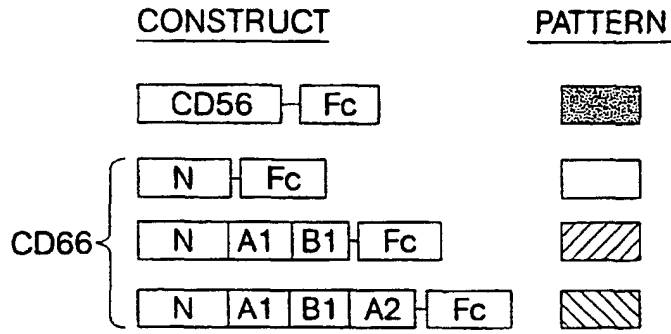 CONSTRUCT PATTERN
CD56 Fc
N Fc
CD66 N A1 B1 Fc
N A1 B1 A2 Fc